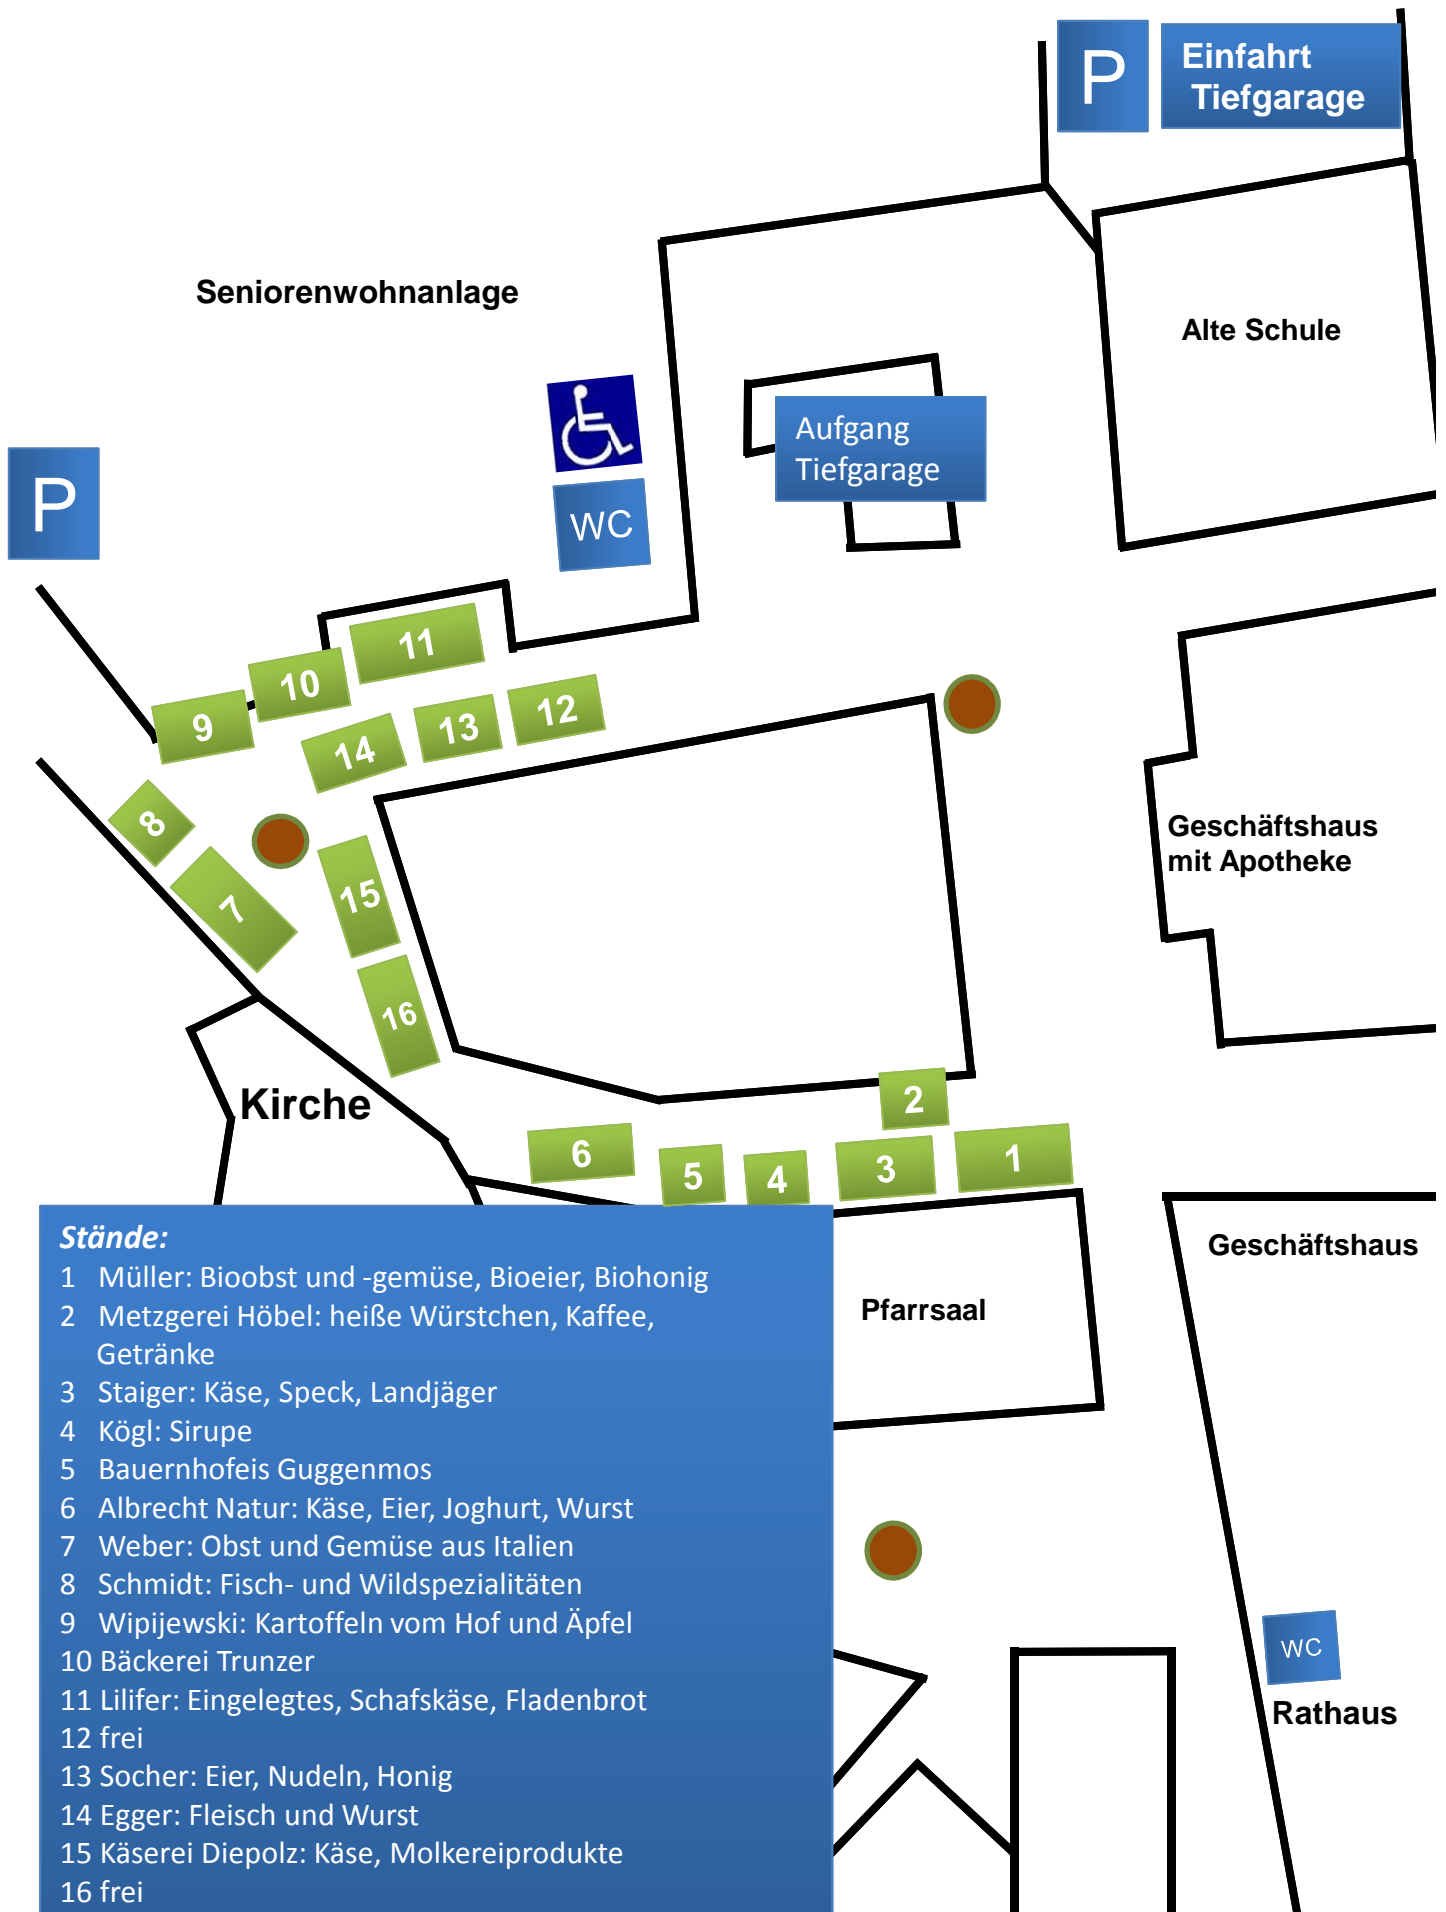 P
Einfahrt
Tiefgarage
Seniorenwohnanlage
Alte Schule
Aufgang
Tiefgarage
P
WC
11
10
9
12
13
14
8
7
15
16
Geschäftshaus
mit Apotheke
Kirche
2
6
5
4
3
1
Stände:
1 Müller: Bioobst und -gemüse, Bioeier, Biohonig
2 Metzgerei Höbel: heiße Würstchen, Kaffee,
Getränke
3 Staiger: Käse, Speck, Landjäger
4 Kögl: Sirupe
5 Bauernhofeis Guggenmos
6 Albrecht Natur: Käse, Eier, Joghurt, Wurst
7 Weber: Obst und Gemüse aus Italien
8 Schmidt: Fisch- und Wildspezialitäten
9 Wipijewski: Kartoffeln vom Hof und Äpfel
10 Bäckerei Trunzer
11 Lilifer: Eingelegtes, Schafskäse, Fladenbrot
12 frei
13 Socher: Eier, Nudeln, Honig
14 Egger: Fleisch und Wurst
15 Käserei Diepolz: Käse, Molkereiprodukte
16 frei
Geschäftshaus
Pfarrsaal
WC
Rathaus